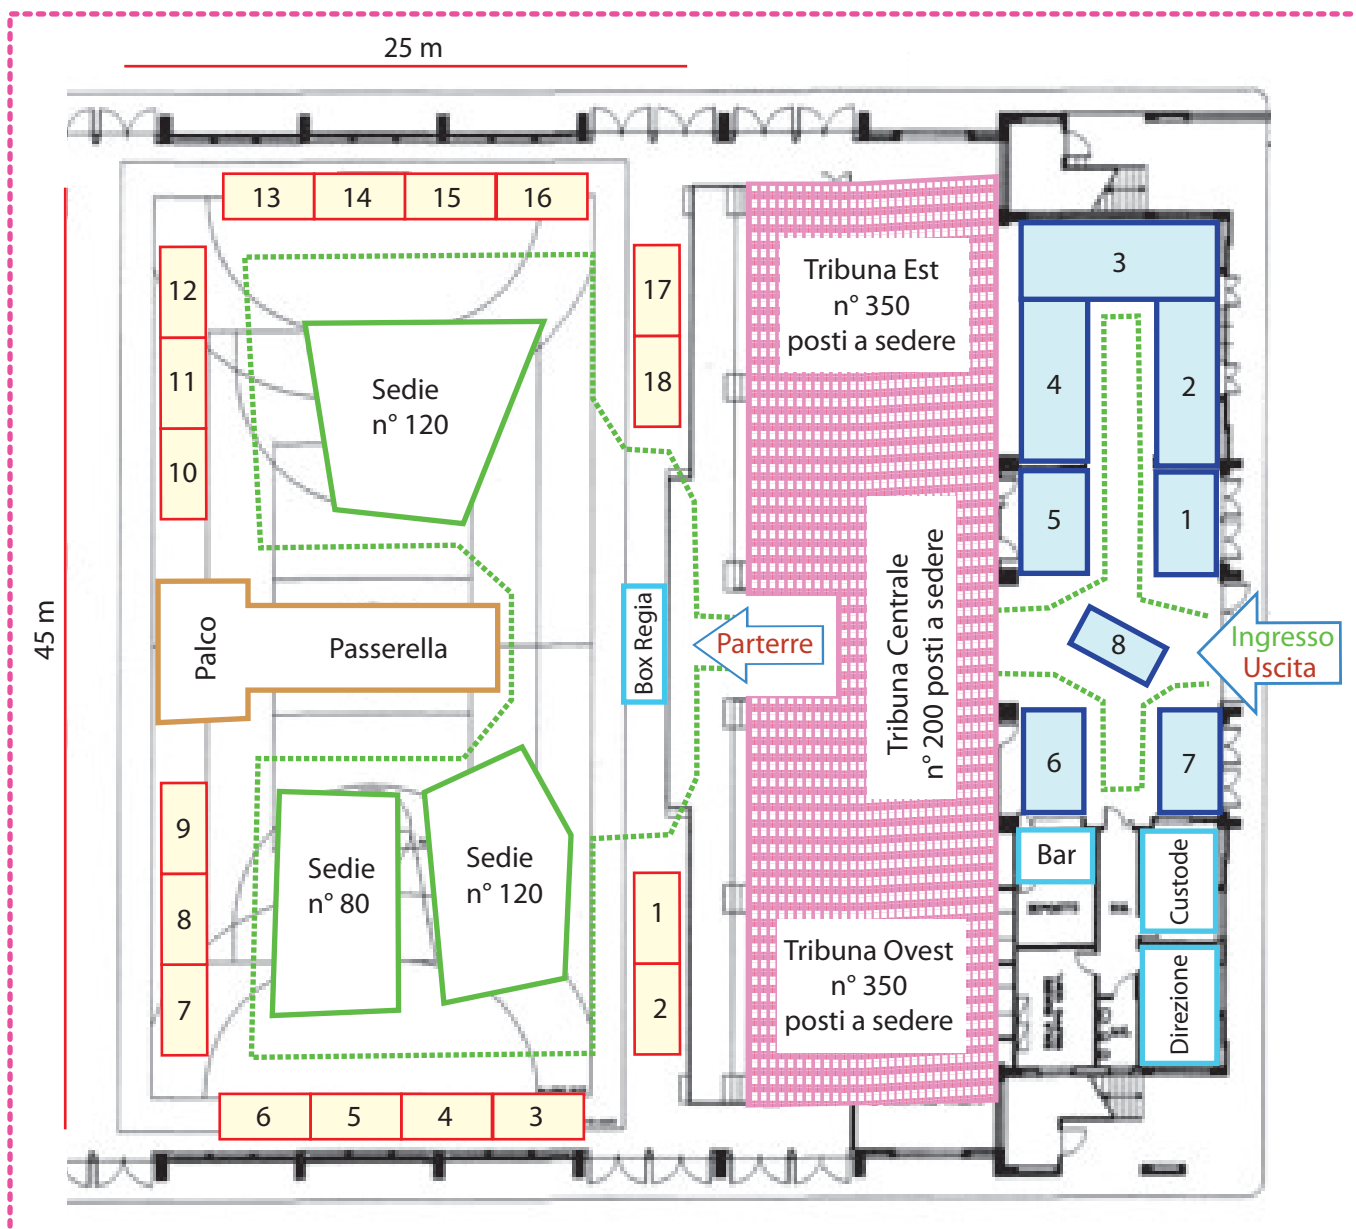 25 m
45 m
13
14
15
16
12
11
10
17
18
Sedie
n° 120
Tribuna Est
n° 350
posti a sedere
3
4
2
5
1
Palco
Passerella
Box Regia
Parterre
Tribuna Centrale
n° 200 posti a sedere
8
Ingresso
Uscita
6
7
9
8
7
Sedie
n° 80
Sedie
n° 120
1
2
Tribuna Ovest
n° 350
posti a sedere
Bar
Custode
DEPOSITO
Direzione
6
5
4
3